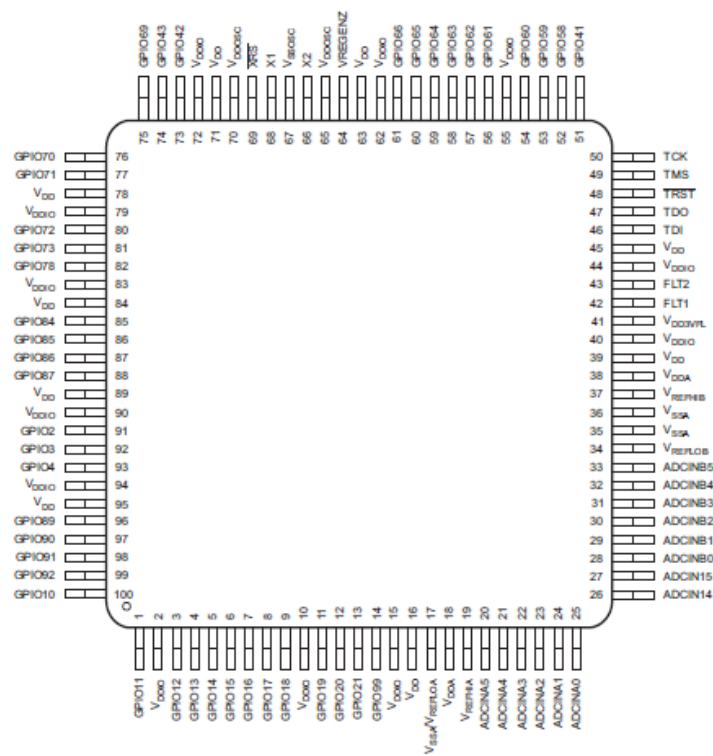 GPIO69 GPIO43 GPIO42 VDDIO VDD VDDOSC XRS X1 VSSOSC X2 VDDOSC VREGENZ VDD VDDIO GPIO66 GPIO65 GPIO64 GPIO63 GPIO62 GPIO61 VDDIO GPIO60 GPIO59 GPIO58 GPIO41
75 74 73 72 71 70 69 68 67 66 65 64 63 62 61 60 59 58 57 56 55 54 53 52 51
GPIO70 76 50 TCK
GPIO71 77 49 TMS
VDD 78 48 TRST
VDDIO 79 47 TDO
GPIO72 80 46 TDI
GPIO73 81 45 VDD
GPIO78 82 44 VDDIO
VDDIO 83 43 FLT2
VDD 84 42 FLT1
GPIO84 85 41 VDD3VFL
GPIO85 86 40 VDDIO
GPIO86 87 39 VDD
GPIO87 88 38 VDDA
VDD 89 37 VREFHIB
VDDIO 90 36 VSSA
GPIO2 91 35 VSSA
GPIO3 92 34 VREFLOB
GPIO4 93 33 ADCINB5
VDDIO 94 32 ADCINB4
VDD 95 31 ADCINB3
GPIO89 96 30 ADCINB2
GPIO90 97 29 ADCINB1
GPIO91 98 28 ADCINB0
GPIO92 99 27 ADCIN15
GPIO10 100 26 ADCIN14
1 2 3 4 5 6 7 8 9 10 11 12 13 14 15 16 17 18 19 20 21 22 23 24 25
GPIO11 VDDIO GPIO12 GPIO13 GPIO14 GPIO15 GPIO16 GPIO17 GPIO18 VDDIO GPIO19 GPIO20 GPIO21 GPIO99 VDDIO VDD VSSA/VREFLOA VDDA VREFHIA ADCINA5 ADCINA4 ADCINA3 ADCINA2 ADCINA1 ADCINA0